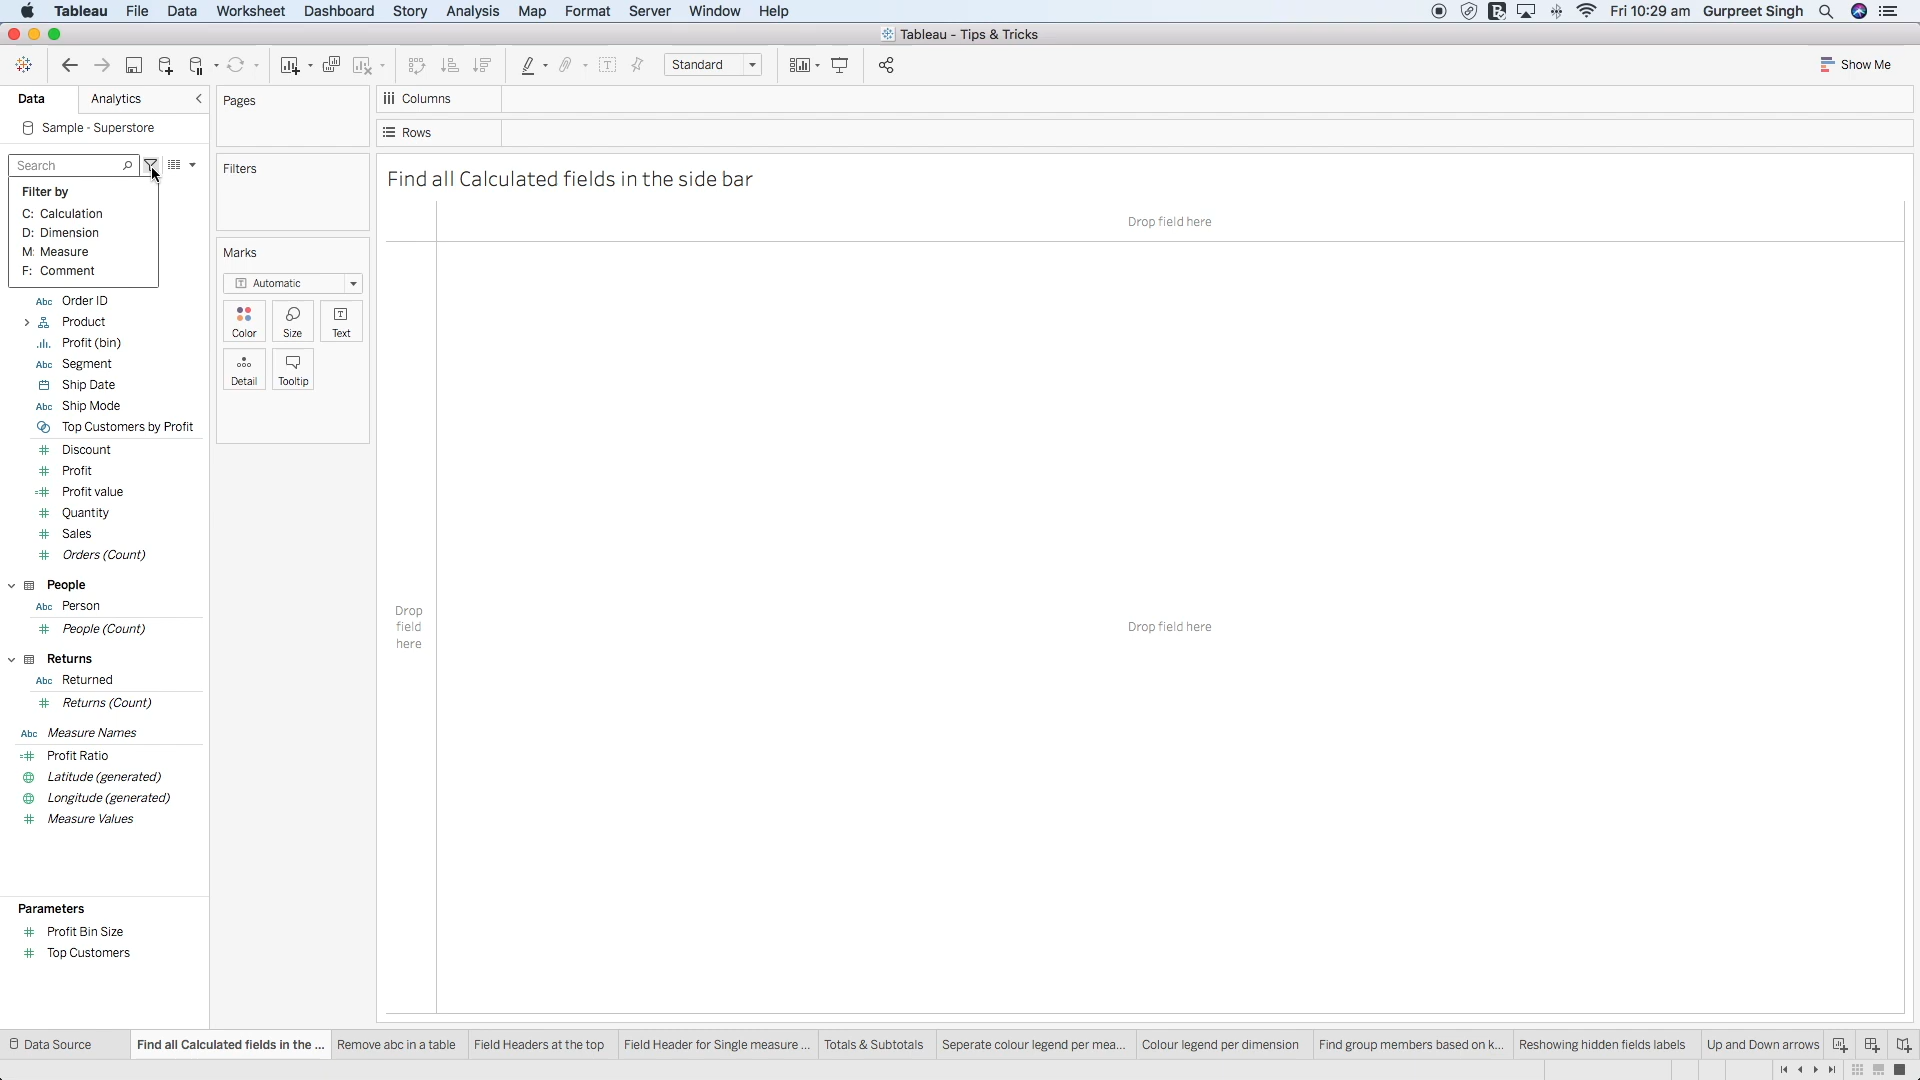 Tableau File Data Worksheet Dashboard Story Analysis Map Format Server Window Help
Fri 10:29 am Gurpreet Singh
Tableau - Tips & Tricks
Standard
Show Me
Data Analytics
Sample - Superstore
Search
Filter by
C: Calculation
D: Dimension
M: Measure
F: Comment
Abc Order ID
Product
Profit (bin)
Abc Segment
Ship Date
Abc Ship Mode
Top Customers by Profit
Discount
Profit
Profit value
Quantity
Sales
Orders (Count)
People
Abc Person
People (Count)
Returns
Abc Returned
Returns (Count)
Abc Measure Names
Profit Ratio
Latitude (generated)
Longitude (generated)
Measure Values
Parameters
Profit Bin Size
Top Customers
Pages
Filters
Marks
Automatic
Color Size Text
Detail Tooltip
Columns
Rows
Find all Calculated fields in the side bar
Drop field here
Drop
field
here
Drop field here
Data Source Find all Calculated fields in the ... Remove abc in a table Field Headers at the top Field Header for Single measure ... Totals & Subtotals Seperate colour legend per mea... Colour legend per dimension Find group members based on k... Reshowing hidden fields labels Up and Down arrows